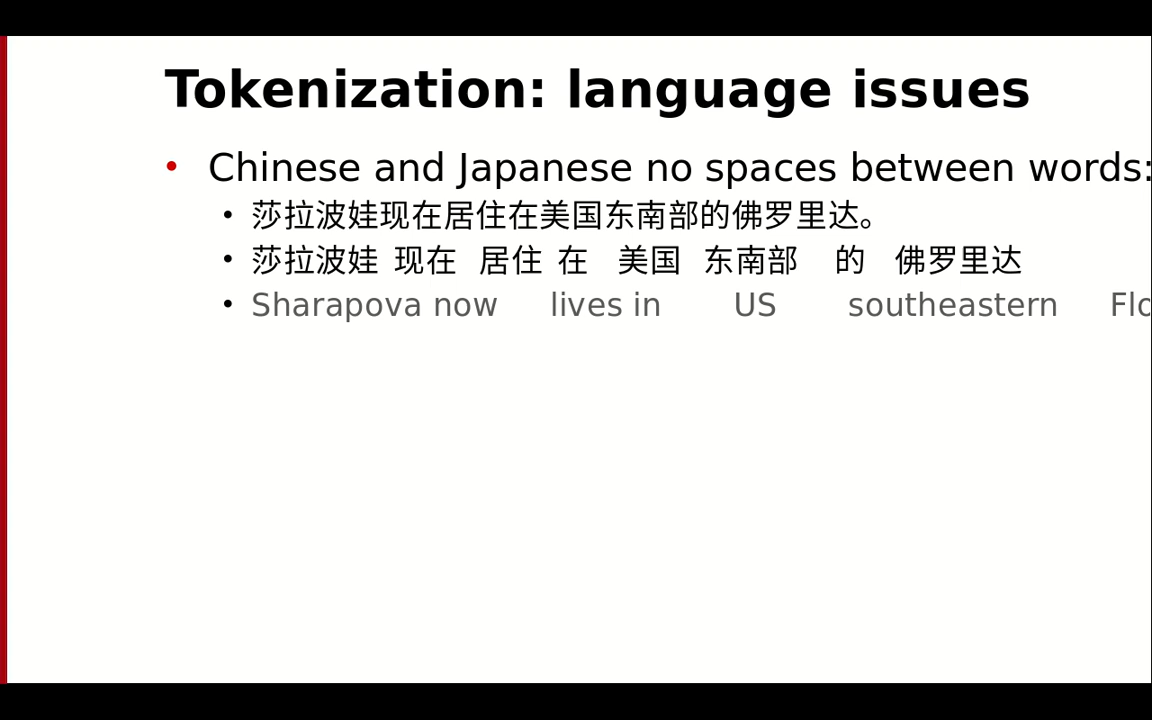 Tokenization: language issues
• Chinese and Japanese no spaces between words:
• 莎拉波娃现在居住在美国东南部的佛罗里达。
• 莎拉波娃 现在 居住 在 美国 东南部 的 佛罗里达
• Sharapova now lives in US southeastern